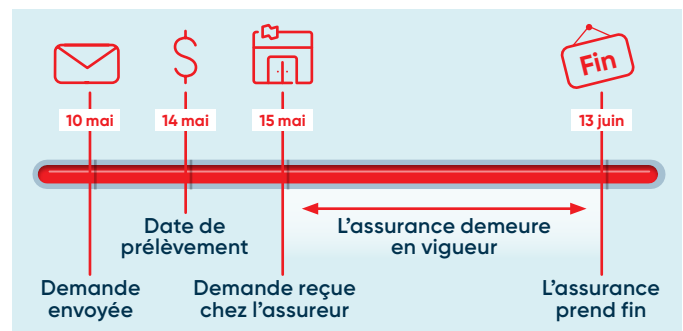 Fin
10 mai
14 mai
15 mai
13 juin
Date de
prélèvement
L'assurance demeure
en vigueur
Demande
envoyée
Demande reçue
chez l'assureur
L'assurance
prend fin